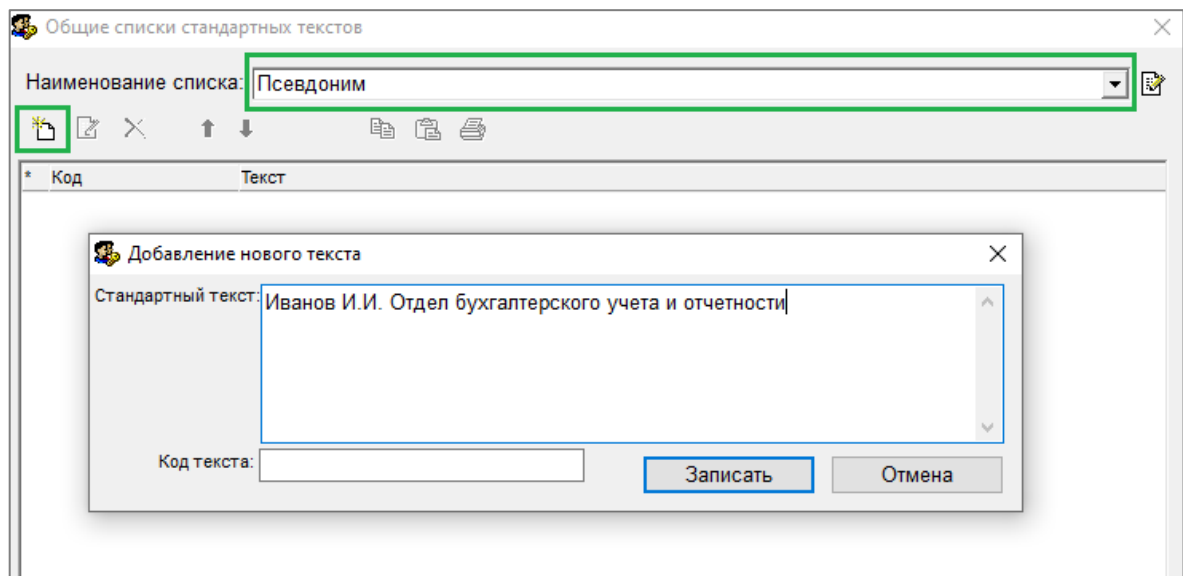 Общие списки стандартных текстов
Наименование списка: Псевдоним
* Код Текст
Добавление нового текста
Стандартный текст: Иванов И.И. Отдел бухгалтерского учета и отчетности
Код текста:
Записать Отмена